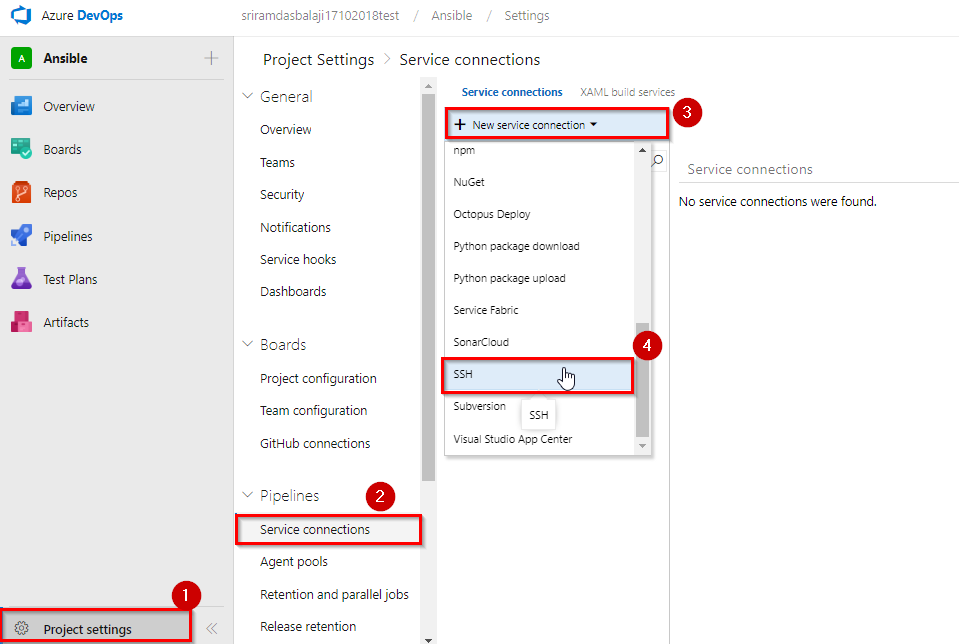 Azure DevOps
sriramdasbalaji17102018test / Ansible / Settings
A Ansible
Overview
Boards
Repos
Pipelines
Test Plans
Artifacts
1
Project settings
Project Settings > Service connections
General
Overview
Teams
Security
Notifications
Service hooks
Dashboards
Boards
Project configuration
Team configuration
GitHub connections
Pipelines
2
Service connections
Agent pools
Retention and parallel jobs
Release retention
Service connections XAML build services
+ New service connection
3
npm
NuGet
Octopus Deploy
Python package download
Python package upload
Service Fabric
SonarCloud
4
SSH
Subversion
SSH
Visual Studio App Center
Service connections
No service connections were found.